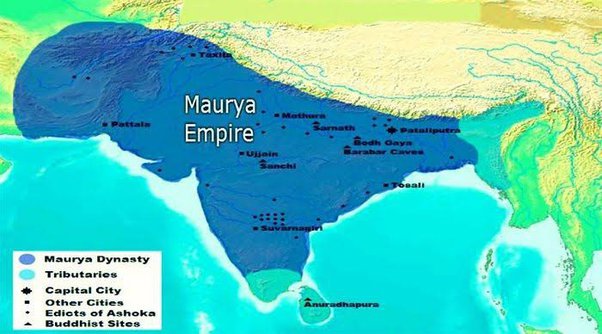 Taxila
Maurya
Empire
Mathura
Pattala
Sarnath
Pataliputra
Bodh Gaya
Ujjain
Barabar Caves
Sanchi
Tosali
Suvarnagiri
Maurya Dynasty
Tributaries
Capital City
Other Cities
Edicts of Ashoka
Buddhist Sites
Anuradhapura